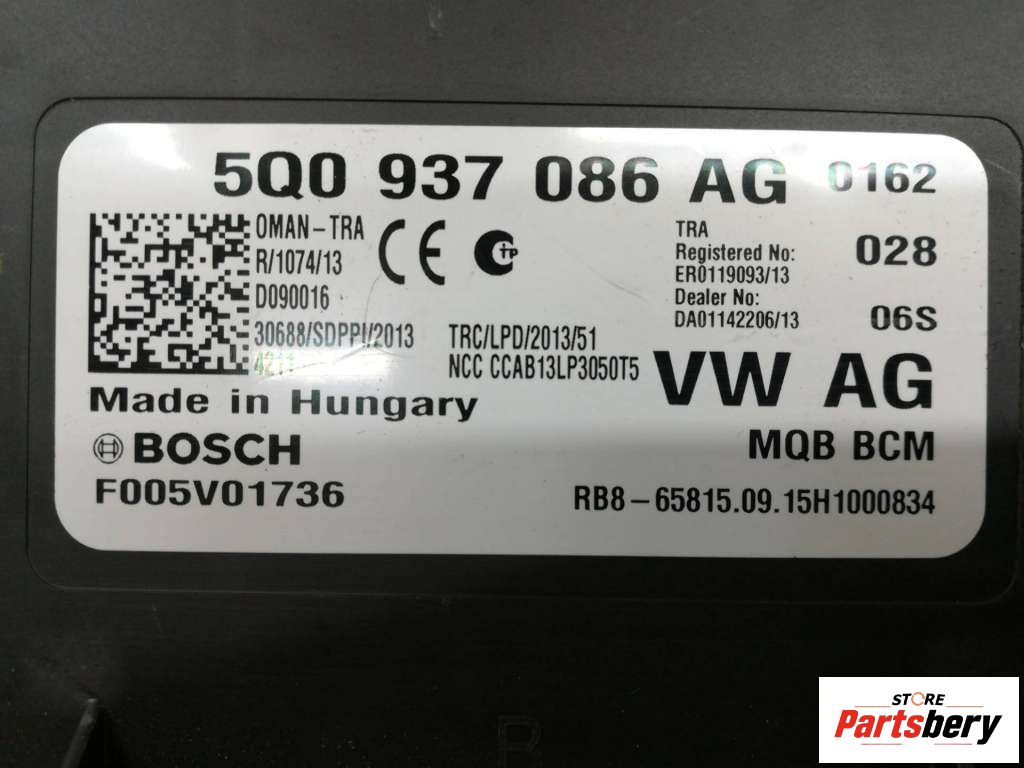 5Q0 937 086 AG 0162
OMAN-TRA
R/1074/13
D090016
30688/SDPPI/2013
CE
TP
TRC/LPD/2013/51
NCC CCAB13LP3050T5
TRA
Registered No:
ER0119093/13
Dealer No:
DA01142206/13
028
06S
VW AG
Made in Hungary
BOSCH
F005V01736
MQB BCM
RB8-65815.09.15H1000834
STORE
Partsbery